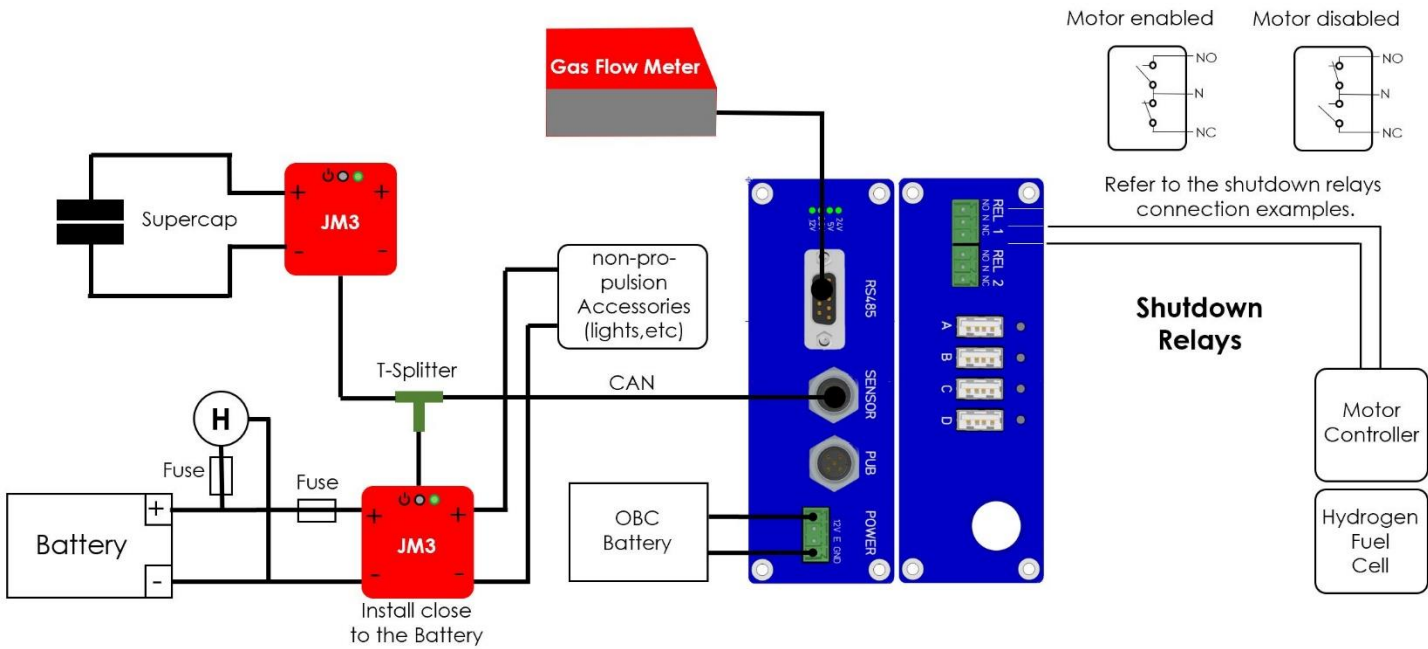 Motor enabled
Motor disabled
NO
N
NC
NO
N
NC
Refer to the shutdown relays
connection examples.
Gas Flow Meter
Supercap
+
+
JM3
-
-
non-pro-
pulsion
Accessories
(lights,etc)
T-Splitter
CAN
H
Fuse
Fuse
Battery
+
-
+
+
JM3
-
-
Install close
to the Battery
OBC
Battery
12V
5V
24V
RS485
SENSOR
PUB
POWER
12V E GND
REL 1
NO N NC
REL 2
NO N NC
A
B
C
D
Shutdown
Relays
Motor
Controller
Hydrogen
Fuel
Cell